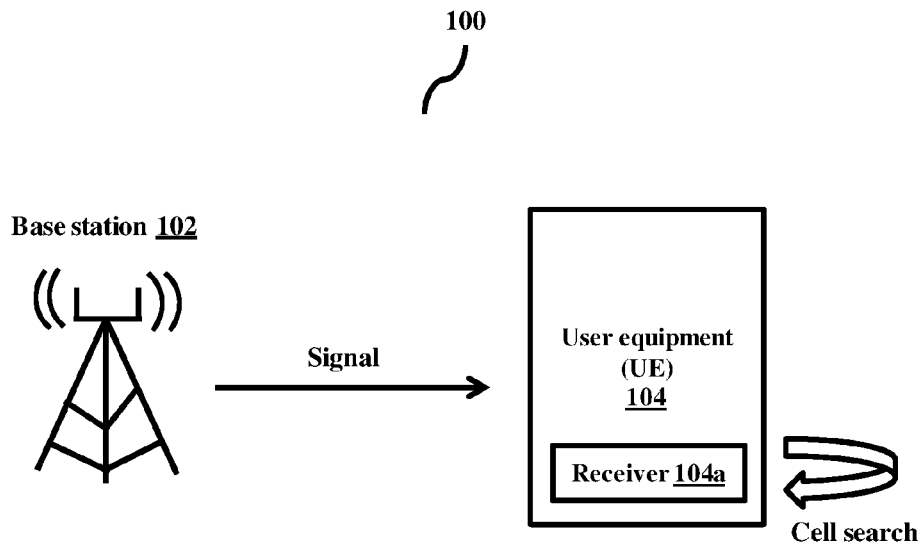 100
Base station 102
Signal
User equipment
(UE)
104
Receiver 104a
Cell search